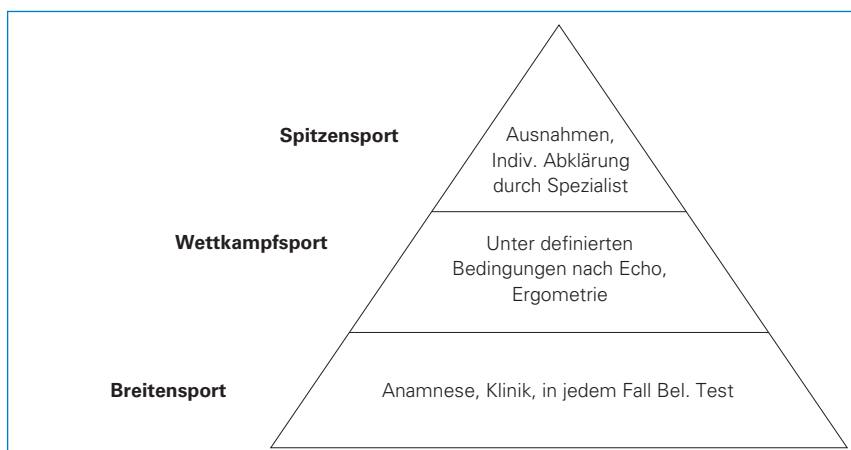 Spitzensport
Ausnahmen,
Indiv. Abklärung
durch Spezialist
Wettkampfsport
Unter definierten
Bedingungen nach Echo,
Ergometrie
Breitensport
Anamnese, Klinik, in jedem Fall Bel. Test